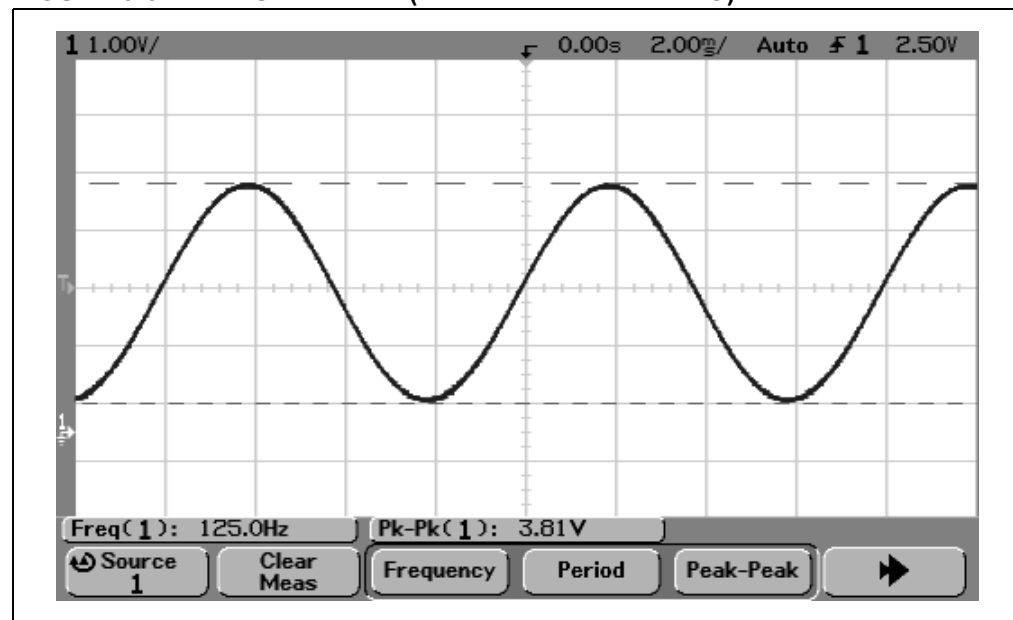 1 1.00V/ 0.00s 2.00ms/ Auto 1 2.50V
T
1
Freq(1): 125.0Hz Pk-Pk(1): 3.81V
Source 1 Clear Meas Frequency Period Peak-Peak